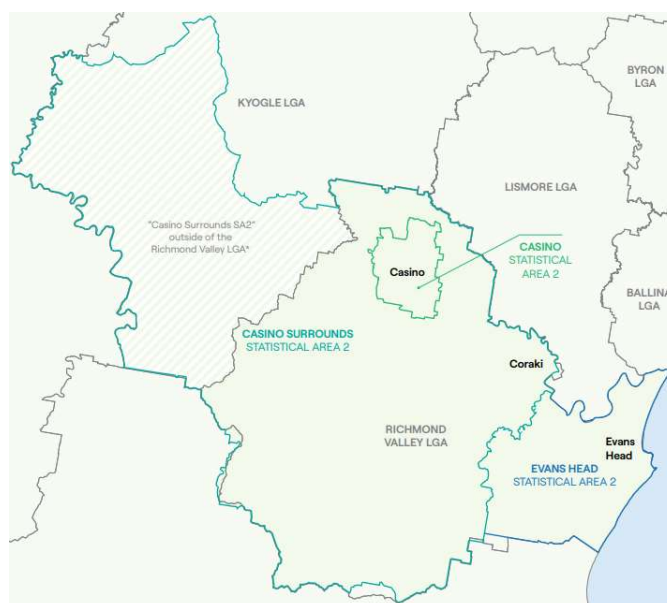 BYRON
LGA
KYOGLE LGA
LISMORE LGA
"Casino Surrounds SA2"
outside of the
Richmond Valley LGA*
CASINO
STATISTICAL
AREA 2
Casino
BALLINA
LGA
CASINO SURROUNDS
STATISTICAL AREA 2
Coraki
RICHMOND
VALLEY LGA
Evans
Head
EVANS HEAD
STATISTICAL AREA 2